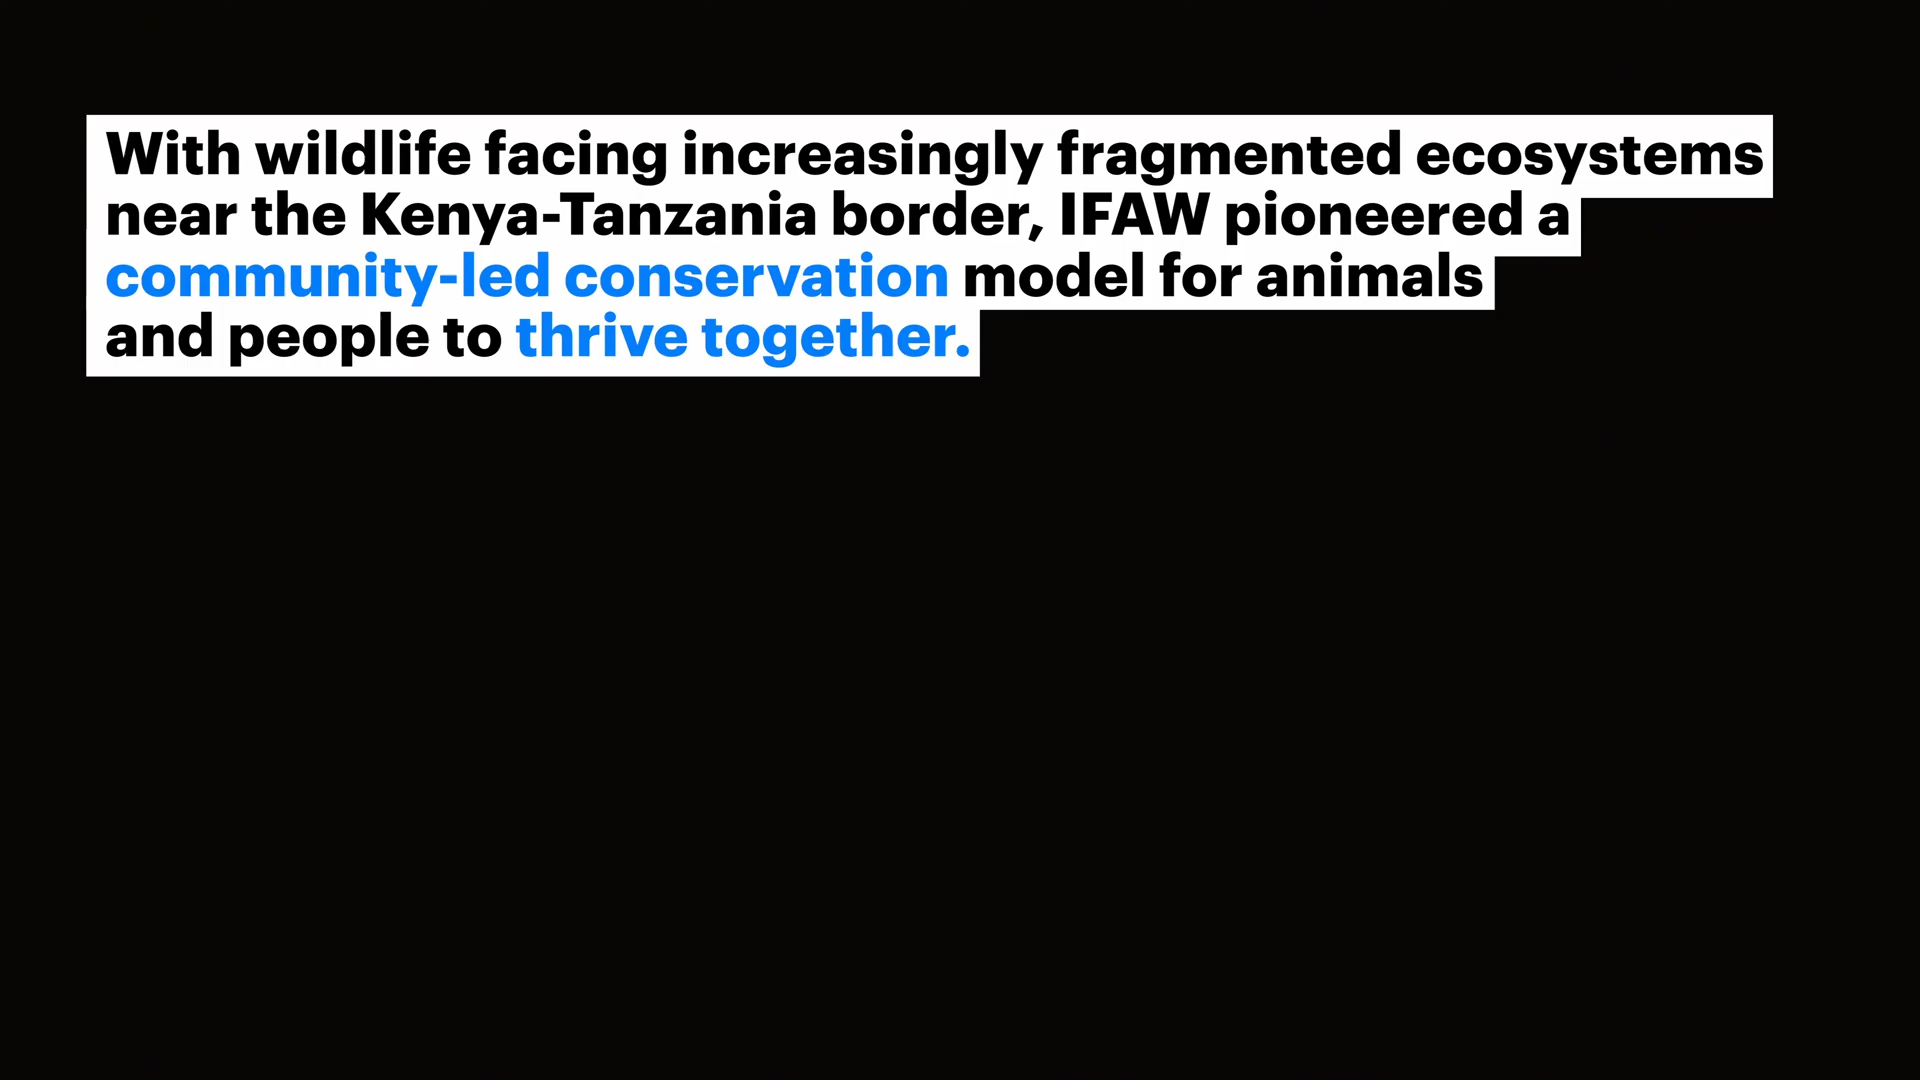 With wildlife facing increasingly fragmented ecosystems
near the Kenya-Tanzania border, IFAW pioneered a
community-led conservation model for animals
and people to thrive together.